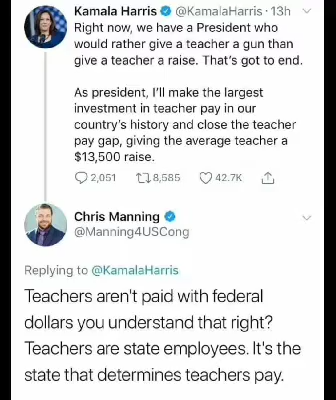 Kamala Harris @KamalaHarris · 13h
Right now, we have a President who
would rather give a teacher a gun than
give a teacher a raise. That's got to end.
As president, I'll make the largest
investment in teacher pay in our
country's history and close the teacher
pay gap, giving the average teacher a
$13,500 raise.
2,051 8,585 42.7K
Chris Manning
@Manning4USCong
Replying to @KamalaHarris
Teachers aren't paid with federal
dollars you understand that right?
Teachers are state employees. It's the
state that determines teachers pay.